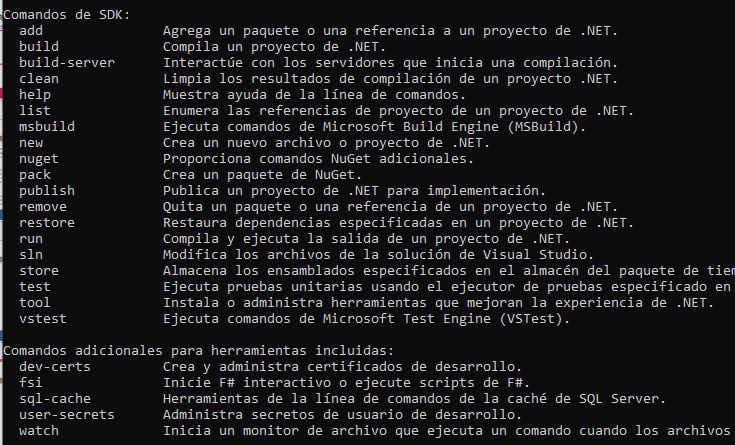 Comandos de SDK:
add Agrega un paquete o una referencia a un proyecto de .NET.
build Compila un proyecto de .NET.
build-server Interactúe con los servidores que inicia una compilación.
clean Limpia los resultados de compilación de un proyecto .NET.
help Muestra ayuda de la línea de comandos.
list Enumera las referencias de proyecto de un proyecto de .NET.
msbuild Ejecuta comandos de Microsoft Build Engine (MSBuild).
new Crea un nuevo archivo o proyecto de .NET.
nuget Proporciona comandos NuGet adicionales.
pack Crea un paquete de NuGet.
publish Publica un proyecto de .NET para implementación.
remove Quita un paquete o una referencia de un proyecto de .NET.
restore Restaura dependencias especificadas en un proyecto de .NET.
run Compila y ejecuta la salida de un proyecto de .NET.
sln Modifica los archivos de la solución de Visual Studio.
store Almacena los ensamblados especificados en el almacén del paquete de tiem
test Ejecuta pruebas unitarias usando el ejecutor de pruebas especificado en
tool Instala o administra herramientas que mejoran la experiencia de .NET.
vstest Ejecuta comandos de Microsoft Test Engine (VSTest).
Comandos adicionales para herramientas incluidas:
dev-certs Crea y administra certificados de desarrollo.
fsi Inicie F# interactivo o ejecute scripts de F#.
sql-cache Herramientas de la línea de comandos de la caché de SQL Server.
user-secrets Administra secretos de usuario de desarrollo.
watch Inicia un monitor de archivo que ejecuta un comando cuando los archivos